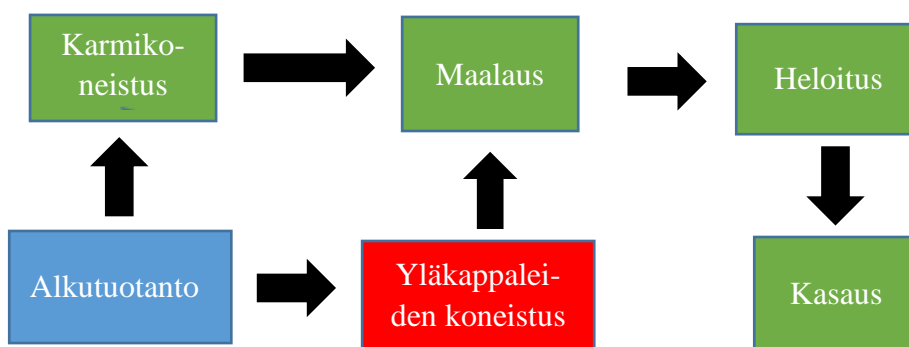 Karmiko-
neistus
Maalaus
Heloitus
Alkutuotanto
Yläkappalei-
den koneistus
Kasaus